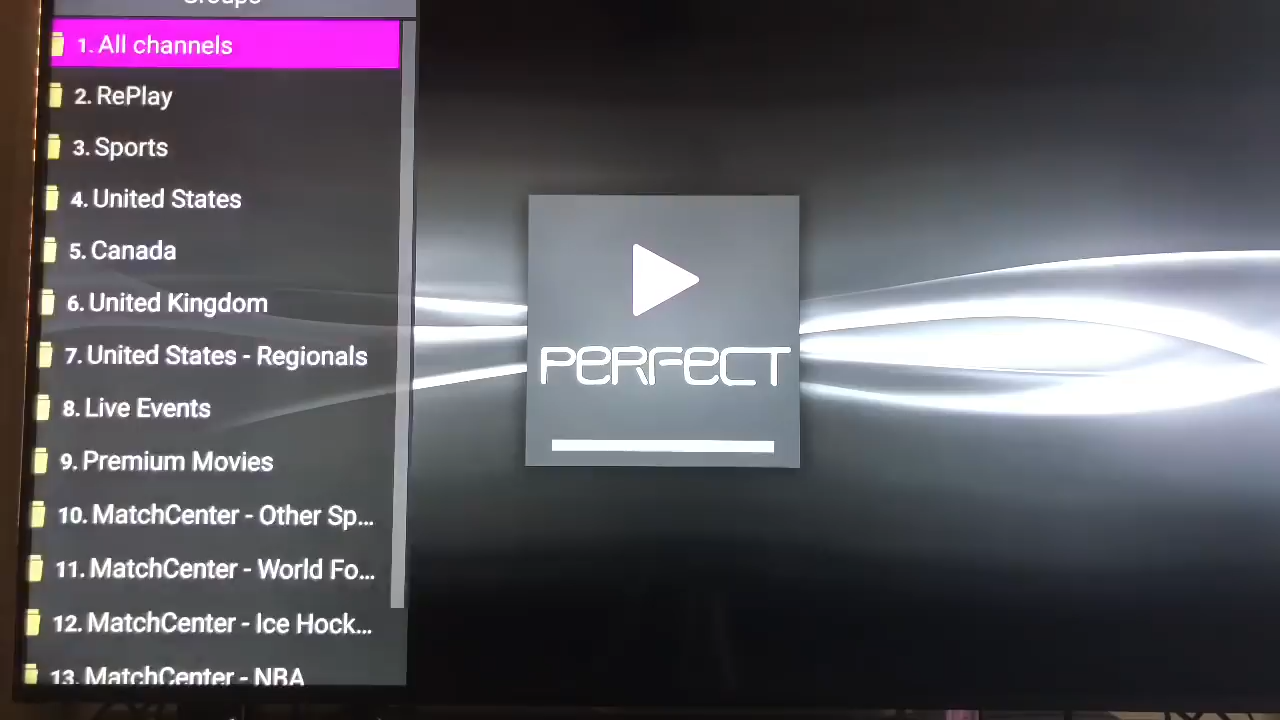 Groups
1. All channels
2. RePlay
3. Sports
4. United States
5. Canada
6. United Kingdom
7. United States - Regionals
8. Live Events
9. Premium Movies
10. MatchCenter - Other Sp...
11. MatchCenter - World Fo...
12. MatchCenter - Ice Hock...
13. MatchCenter - NBA
PERFECT